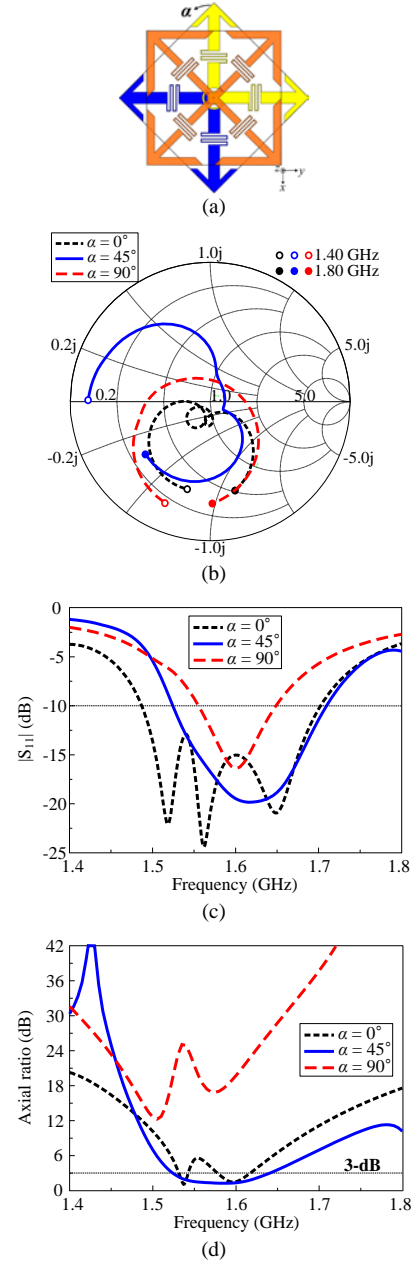 α
y
x
(a)
α = 0°
α = 45°
α = 90°
1.40 GHz
1.80 GHz
1.0j
0.2j
5.0j
0.2
1.0
5.0
-0.2j
-5.0j
-1.0j
(b)
0
-5
-10
-15
-20
-25
|S11| (dB)
α = 0°
α = 45°
α = 90°
1.4
1.5
1.6
1.7
1.8
Frequency (GHz)
(c)
42
36
30
24
18
12
6
0
Axial ratio (dB)
α = 0°
α = 45°
α = 90°
3-dB
1.4
1.5
1.6
1.7
1.8
Frequency (GHz)
(d)